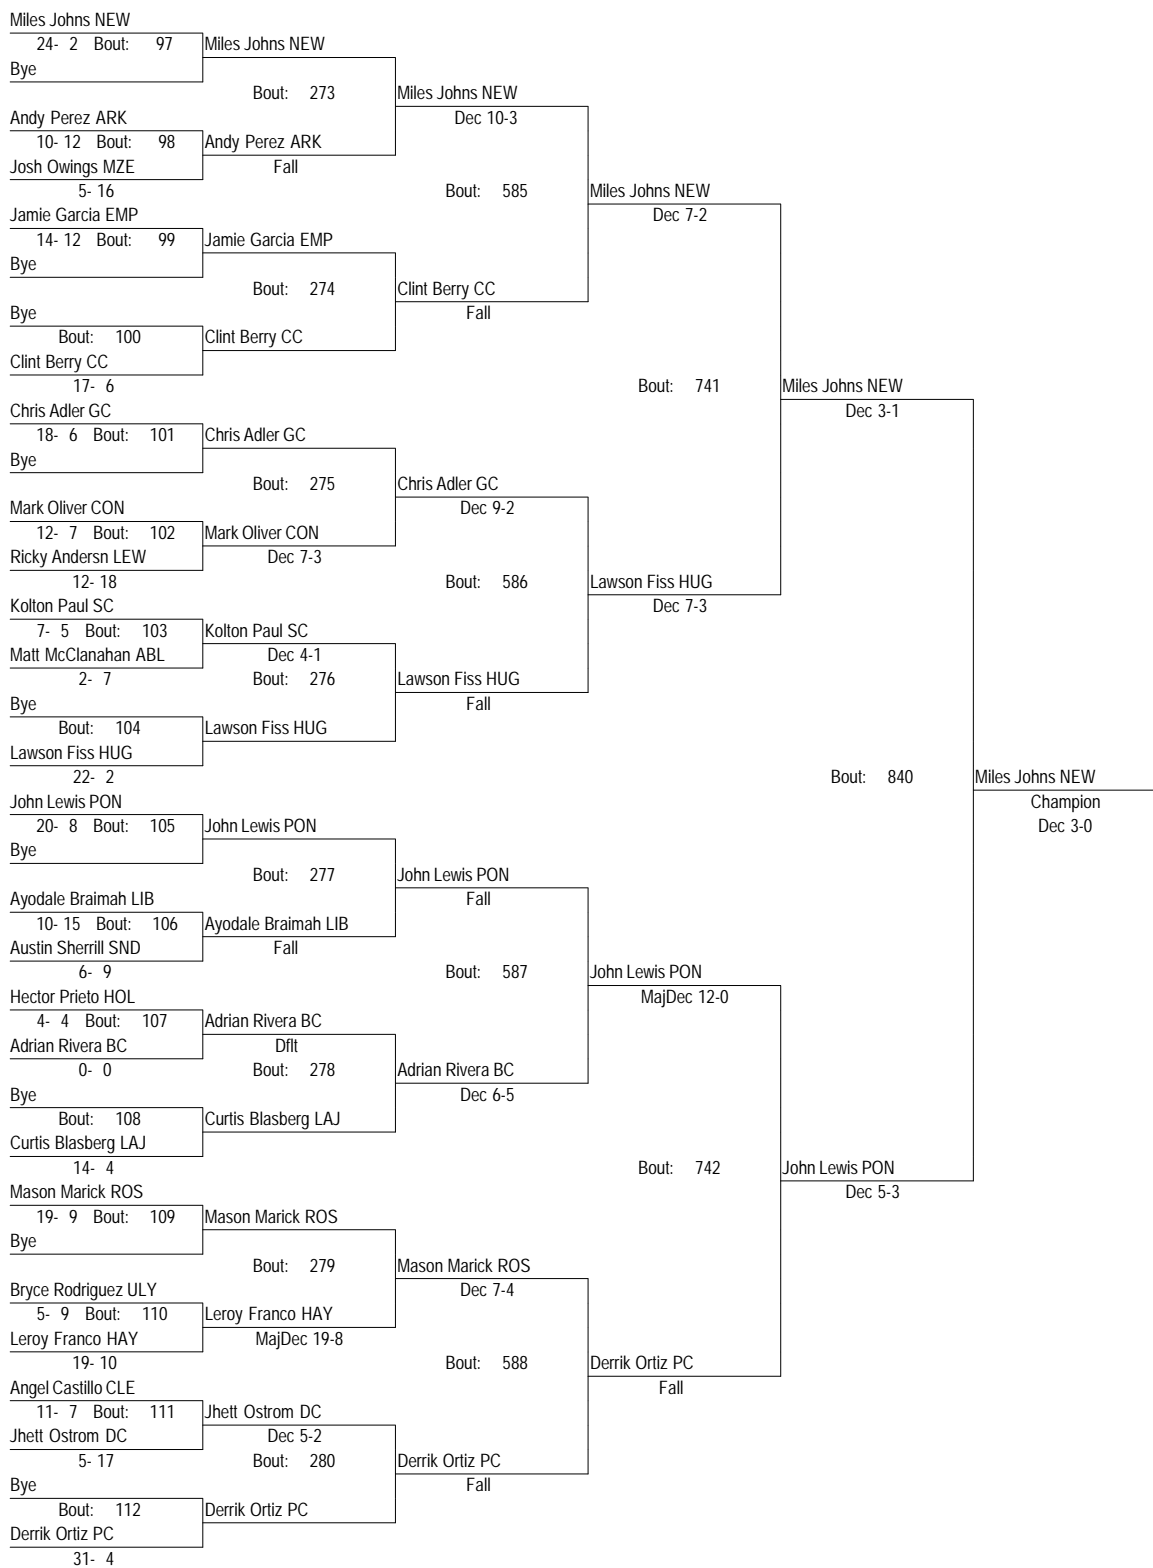 Miles Johns NEW
24- 2 Bout: 97 Miles Johns NEW
Bye
Bout: 273 Miles Johns NEW
Andy Perez ARK Dec 10-3
10- 12 Bout: 98 Andy Perez ARK
Josh Owings MZE Fall
5- 16 Bout: 585 Miles Johns NEW
Jamie Garcia EMP Dec 7-2
14- 12 Bout: 99 Jamie Garcia EMP
Bye
Bout: 274 Clint Berry CC
Bye Fall
Bout: 100 Clint Berry CC
Clint Berry CC
17- 6 Bout: 741 Miles Johns NEW
Chris Adler GC Dec 3-1
18- 6 Bout: 101 Chris Adler GC
Bye
Bout: 275 Chris Adler GC
Mark Oliver CON Dec 9-2
12- 7 Bout: 102 Mark Oliver CON
Ricky Andersn LEW Dec 7-3
12- 18 Bout: 586 Lawson Fiss HUG
Kolton Paul SC Dec 7-3
7- 5 Bout: 103 Kolton Paul SC
Matt McClanahan ABL Dec 4-1
2- 7 Bout: 276 Lawson Fiss HUG
Bye Fall
Bout: 104 Lawson Fiss HUG
Lawson Fiss HUG
22- 2 Bout: 840 Miles Johns NEW
John Lewis PON Champion
20- 8 Bout: 105 John Lewis PON Dec 3-0
Bye
Bout: 277 John Lewis PON
Ayodale Braimah LIB Fall
10- 15 Bout: 106 Ayodale Braimah LIB
Austin Sherrill SND Fall
6- 9 Bout: 587 John Lewis PON
Hector Prieto HOL MajDec 12-0
4- 4 Bout: 107 Adrian Rivera BC
Adrian Rivera BC Dflt
0- 0 Bout: 278 Adrian Rivera BC
Bye Dec 6-5
Bout: 108 Curtis Blasberg LAJ
Curtis Blasberg LAJ
14- 4 Bout: 742 John Lewis PON
Mason Marick ROS Dec 5-3
19- 9 Bout: 109 Mason Marick ROS
Bye
Bout: 279 Mason Marick ROS
Bryce Rodriguez ULY Dec 7-4
5- 9 Bout: 110 Leroy Franco HAY
Leroy Franco HAY MajDec 19-8
19- 10 Bout: 588 Derrik Ortiz PC
Angel Castillo CLE Fall
11- 7 Bout: 111 Jhett Ostrom DC
Jhett Ostrom DC Dec 5-2
5- 17 Bout: 280 Derrik Ortiz PC
Bye Fall
Bout: 112 Derrik Ortiz PC
Derrik Ortiz PC
31- 4